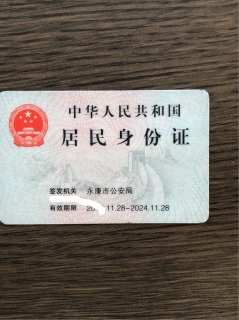 中华人民共和国
居民身份证
签发机关 永康市公安局
有效期限 20 .11.28-2024.11.28